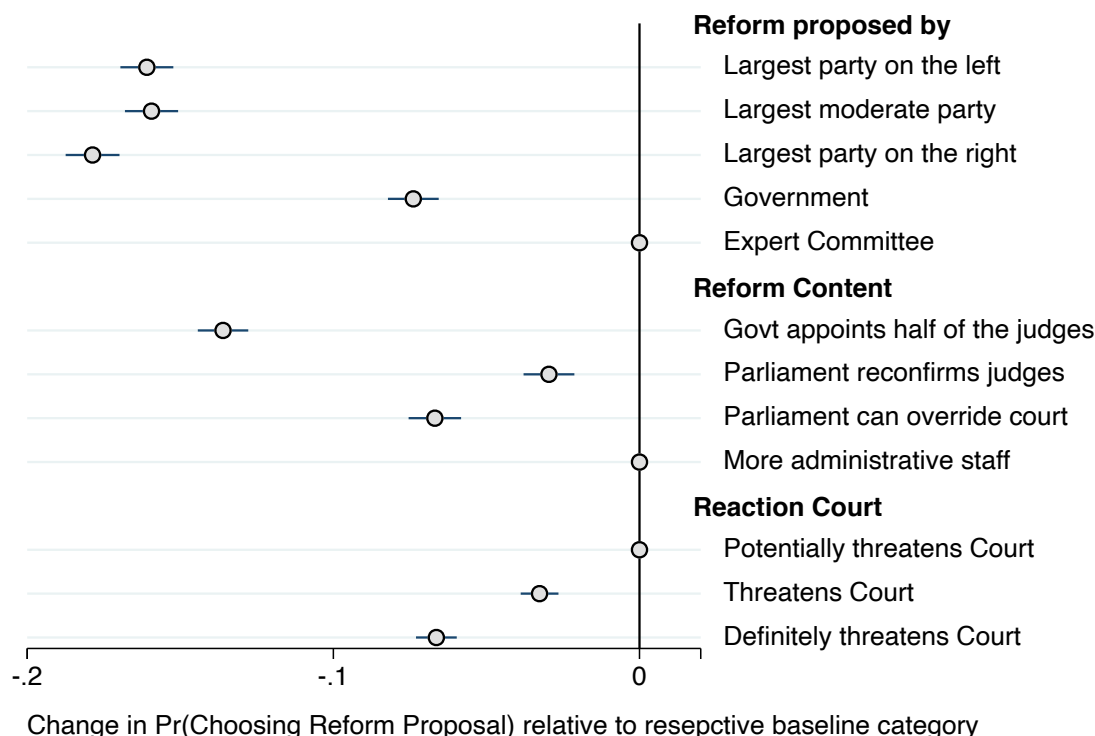 Reform proposed by
Largest party on the left
Largest moderate party
Largest party on the right
Government
Expert Committee
Reform Content
Govt appoints half of the judges
Parliament reconfirms judges
Parliament can override court
More administrative staff
Reaction Court
Potentially threatens Court
Threatens Court
Definitely threatens Court
-.2 -.1 0
Change in Pr(Choosing Reform Proposal) relative to resepctive baseline category